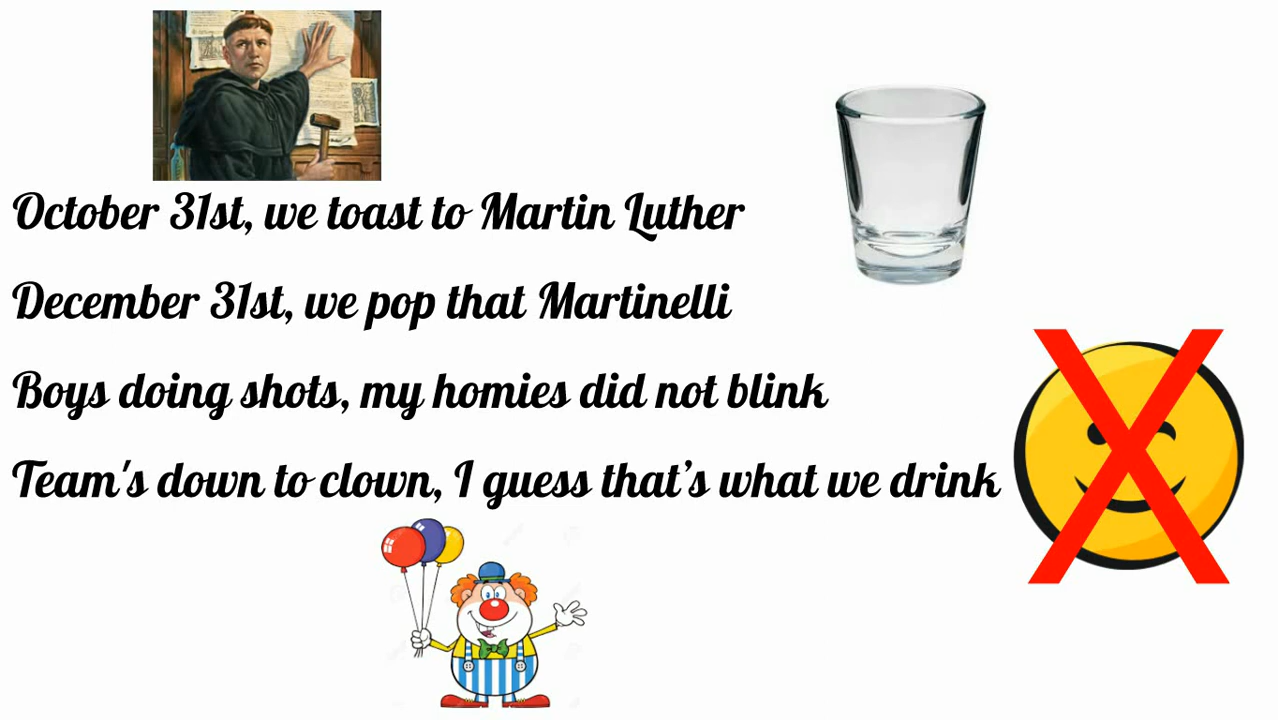 October 31st, we toast to Martin Luther
December 31st, we pop that Martinelli
Boys doing shots, my homies did not blink
Team's down to clown, I guess that’s what we drink